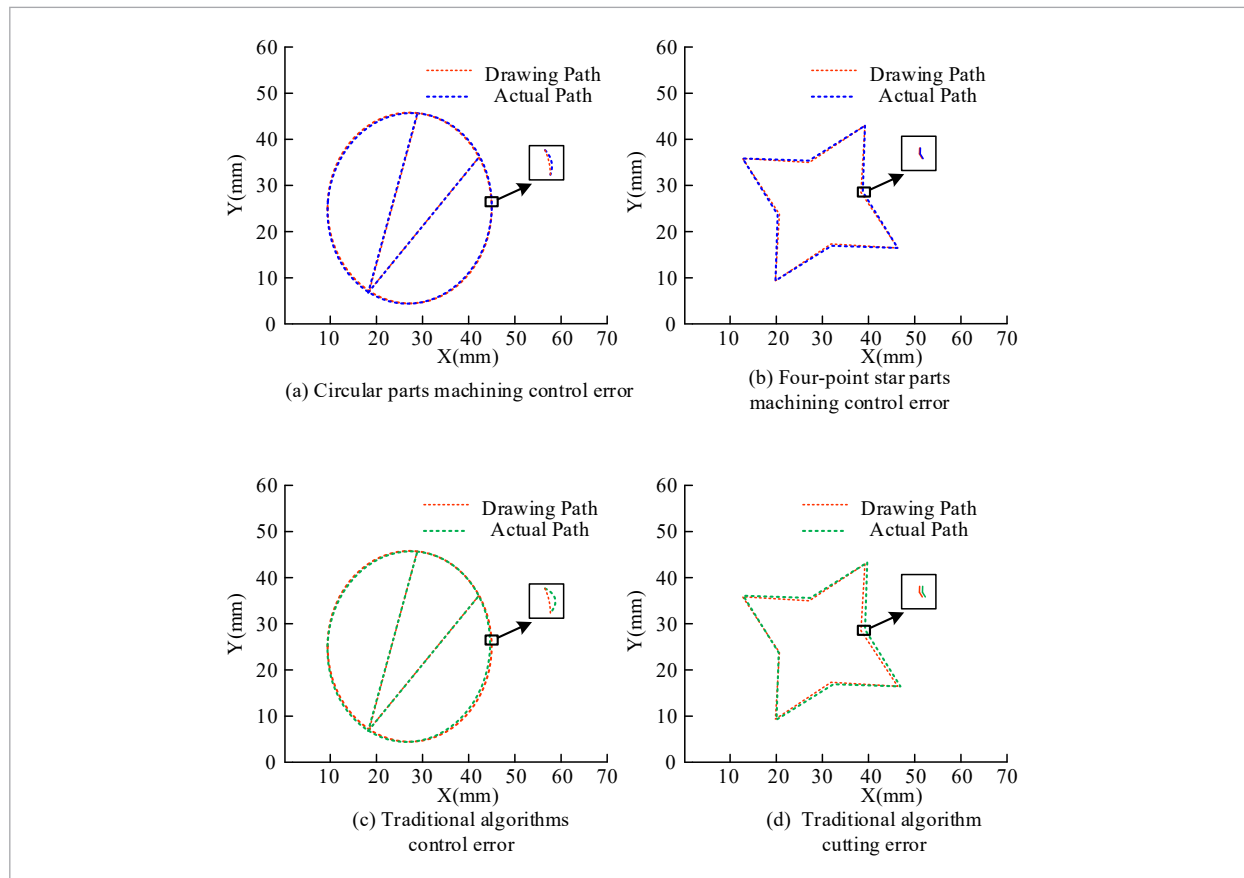 60
50
40
30
20
10
0
Y(mm)
Drawing Path
Actual Path
10 20 30 40 50 60 70
X(mm)
(a) Circular parts machining control error
60
50
40
30
20
10
0
Y(mm)
Drawing Path
Actual Path
10 20 30 40 50 60 70
X(mm)
(b) Four-point star parts
machining control error
60
50
40
30
20
10
0
Y(mm)
Drawing Path
Actual Path
10 20 30 40 50 60 70
X(mm)
(c) Traditional algorithms
control error
60
50
40
30
20
10
0
Y(mm)
Drawing Path
Actual Path
10 20 30 40 50 60 70
X(mm)
(d) Traditional algorithm
cutting error